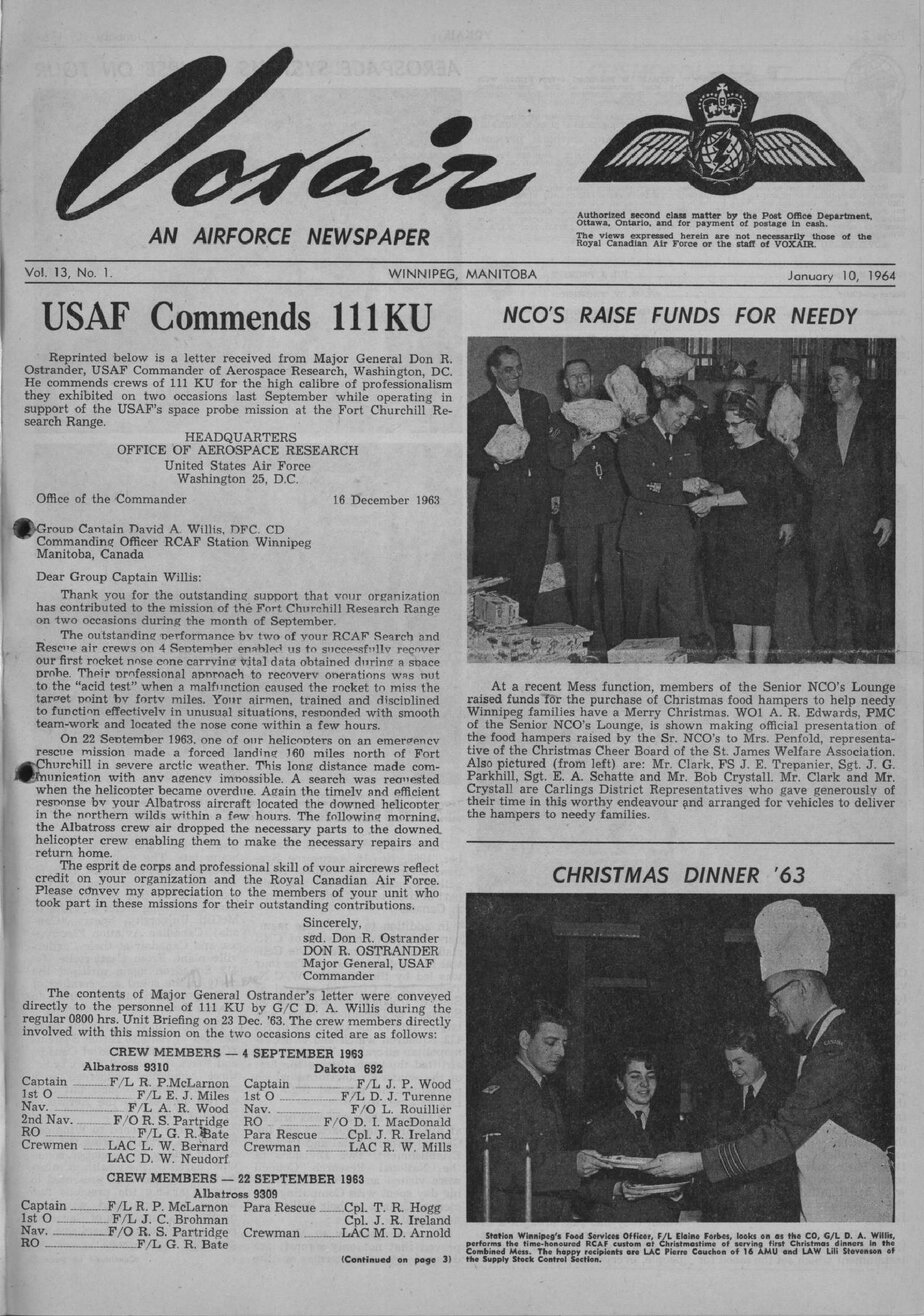 Voxair
AN AIRFORCE NEWSPAPER
Authorized second class matter by the Post Office Department,
Ottawa, Ontario, and for payment of postage in cash.
The views expressed herein are not necessarily those of the
Royal Canadian Air Force or the staff of VOXAIR.
Vol. 13, No. 1.
WINNIPEG, MANITOBA
January 10, 1964
USAF Commends 111KU
Reprinted below is a letter received from Major General Don R.
Ostrander, USAF Commander of Aerospace Research, Washington, DC.
He commends crews of 111 KU for the high calibre of professionalism
they exhibited on two occasions last September while operating in
support of the USAF's space probe mission at the Fort Churchill Re-
search Range.
HEADQUARTERS
OFFICE OF AEROSPACE RESEARCH
United States Air Force
Washington 25, D.C.
Office of the Commander 16 December 1963
Group Captain David A. Willis, DFC, CD
Commanding Officer RCAF Station Winnipeg
Manitoba, Canada
Dear Group Captain Willis:
Thank you for the outstanding support that your organization
has contributed to the mission of the Fort Churchill Research Range
on two occasions during the month of September.
The outstanding performance by two of your RCAF Search and
Rescue air crews on 4 September enabled us to successfully recover
our first rocket nose cone carrying vital data obtained during a space
probe. Their professional approach to recovery operations was put
to the "acid test" when a malfunction caused the rocket to miss the
target point by forty miles. Your airmen, trained and disciplined
to function effectively in unusual situations, responded with smooth
team-work and located the nose cone within a few hours.
On 22 September 1963, one of our helicopters on an emergency
rescue mission made a forced landing 160 miles north of Fort
Churchill in severe arctic weather. This long distance made com-
munication with any agency impossible. A search was requested
when the helicopter became overdue. Again the timely and efficient
response by your Albatross aircraft located the downed helicopter
in the northern wilds within a few hours. The following morning,
the Albatross crew air dropped the necessary parts to the downed
helicopter crew enabling them to make the necessary repairs and
return home.
The esprit de corps and professional skill of your aircrews reflect
credit on your organization and the Royal Canadian Air Force.
Please convey my appreciation to the members of your unit who
took part in these missions for their outstanding contributions.
Sincerely,
sgd. Don R. Ostrander
DON R. OSTRANDER
Major General, USAF
Commander
The contents of Major General Ostrander's letter were conveyed
directly to the personnel of 111 KU by G/C D. A. Willis during the
regular 0800 hrs. Unit Briefing on 23 Dec. '63. The crew members directly
involved with this mission on the two occasions cited are as follows:
CREW MEMBERS — 4 SEPTEMBER 1963
Albatross 9310
Captain F/L R. P.McLarnon
1st O F/L E. J. Miles
Nav. F/L A. R. Wood
2nd Nav. F/O R. S. Partridge
RO F/L G. R. Bate
Crewmen LAC L. W. Bernard
LAC D. W. Neudorf
Dakota 692
Captain F/L J. P. Wood
1st O F/L D. J. Turenne
Nav. F/O L. Rouillier
RO F/O D. I. MacDonald
Para Rescue Cpl. J. R. Ireland
Crewman LAC R. W. Mills
CREW MEMBERS — 22 SEPTEMBER 1963
Albatross 9309
Captain F/L R. P. McLarnon
1st O F/L J. C. Brohman
Nav. F/O R. S. Partridge
RO F/L G. R. Bate
Para Rescue Cpl. T. R. Hogg
Cpl. J. R. Ireland
Crewman LAC M. D. Arnold
(Continued on page 3)
NCO'S RAISE FUNDS FOR NEEDY
At a recent Mess function, members of the Senior NCO's Lounge
raised funds for the purchase of Christmas food hampers to help needy
Winnipeg families have a Merry Christmas. WO1 A. R. Edwards, PMC
of the Senior NCO's Lounge, is shown making official presentation of
the food hampers raised by the Sr. NCO's to Mrs. Penfold, representa-
tive of the Christmas Cheer Board of the St. James Welfare Association.
Also pictured (from left) are: Mr. Clark, FS J. E. Trepanier, Sgt. J. G.
Parkhill, Sgt. E. A. Schatte and Mr. Bob Crystall. Mr. Clark and Mr.
Crystall are Carlings District Representatives who gave generously of
their time in this worthy endeavour and arranged for vehicles to deliver
the hampers to needy families.
CHRISTMAS DINNER '63
Station Winnipeg's Food Services Officer, F/L Elaine Forbes, looks on as the CO, G/L D. A. Willis,
performs the time-honoured RCAF custom at Christmastime of serving first Christmas dinners in the
Combined Mess. The happy recipients are LAC Pierre Cauchon of 16 AMU and LAW Lili Stevenson of
the Supply Stock Control Section.